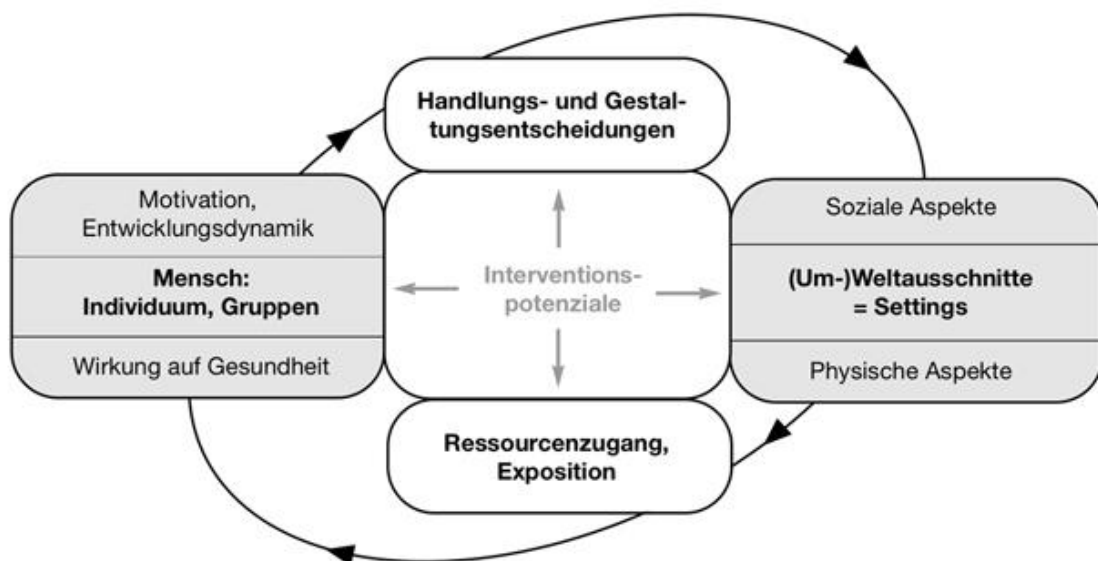 Handlungs- und Gestal-
tungsentscheidungen
Motivation,
Entwicklungsdynamik
Mensch:
Individuum, Gruppen
Wirkung auf Gesundheit
Interventions-
potenziale
Soziale Aspekte
(Um-)Weltausschnitte
= Settings
Physische Aspekte
Ressourcenzugang,
Exposition